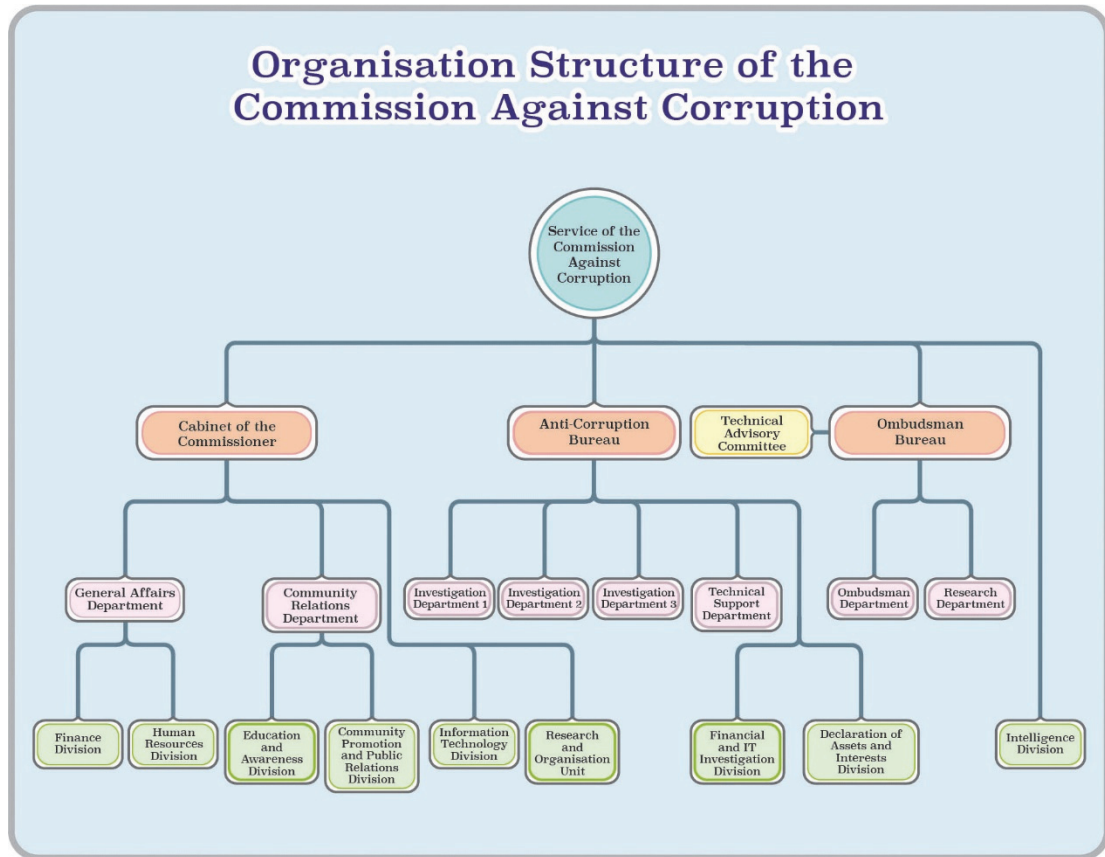 Organisation Structure of the
Commission Against Corruption
Service of the
Commission
Against
Corruption
Cabinet of the
Commissioner
Anti-Corruption
Bureau
Technical
Advisory
Committee
Ombudsman
Bureau
General Affairs
Department
Community
Relations
Department
Investigation
Department 1
Investigation
Department 2
Investigation
Department 3
Technical
Support
Department
Ombudsman
Department
Research
Department
Finance
Division
Human
Resources
Division
Education
and
Awareness
Division
Community
Promotion
and Public
Relations
Division
Information
Technology
Division
Research
and
Organisation
Unit
Financial
and IT
Investigation
Division
Declaration of
Assets and
Interests
Division
Intelligence
Division